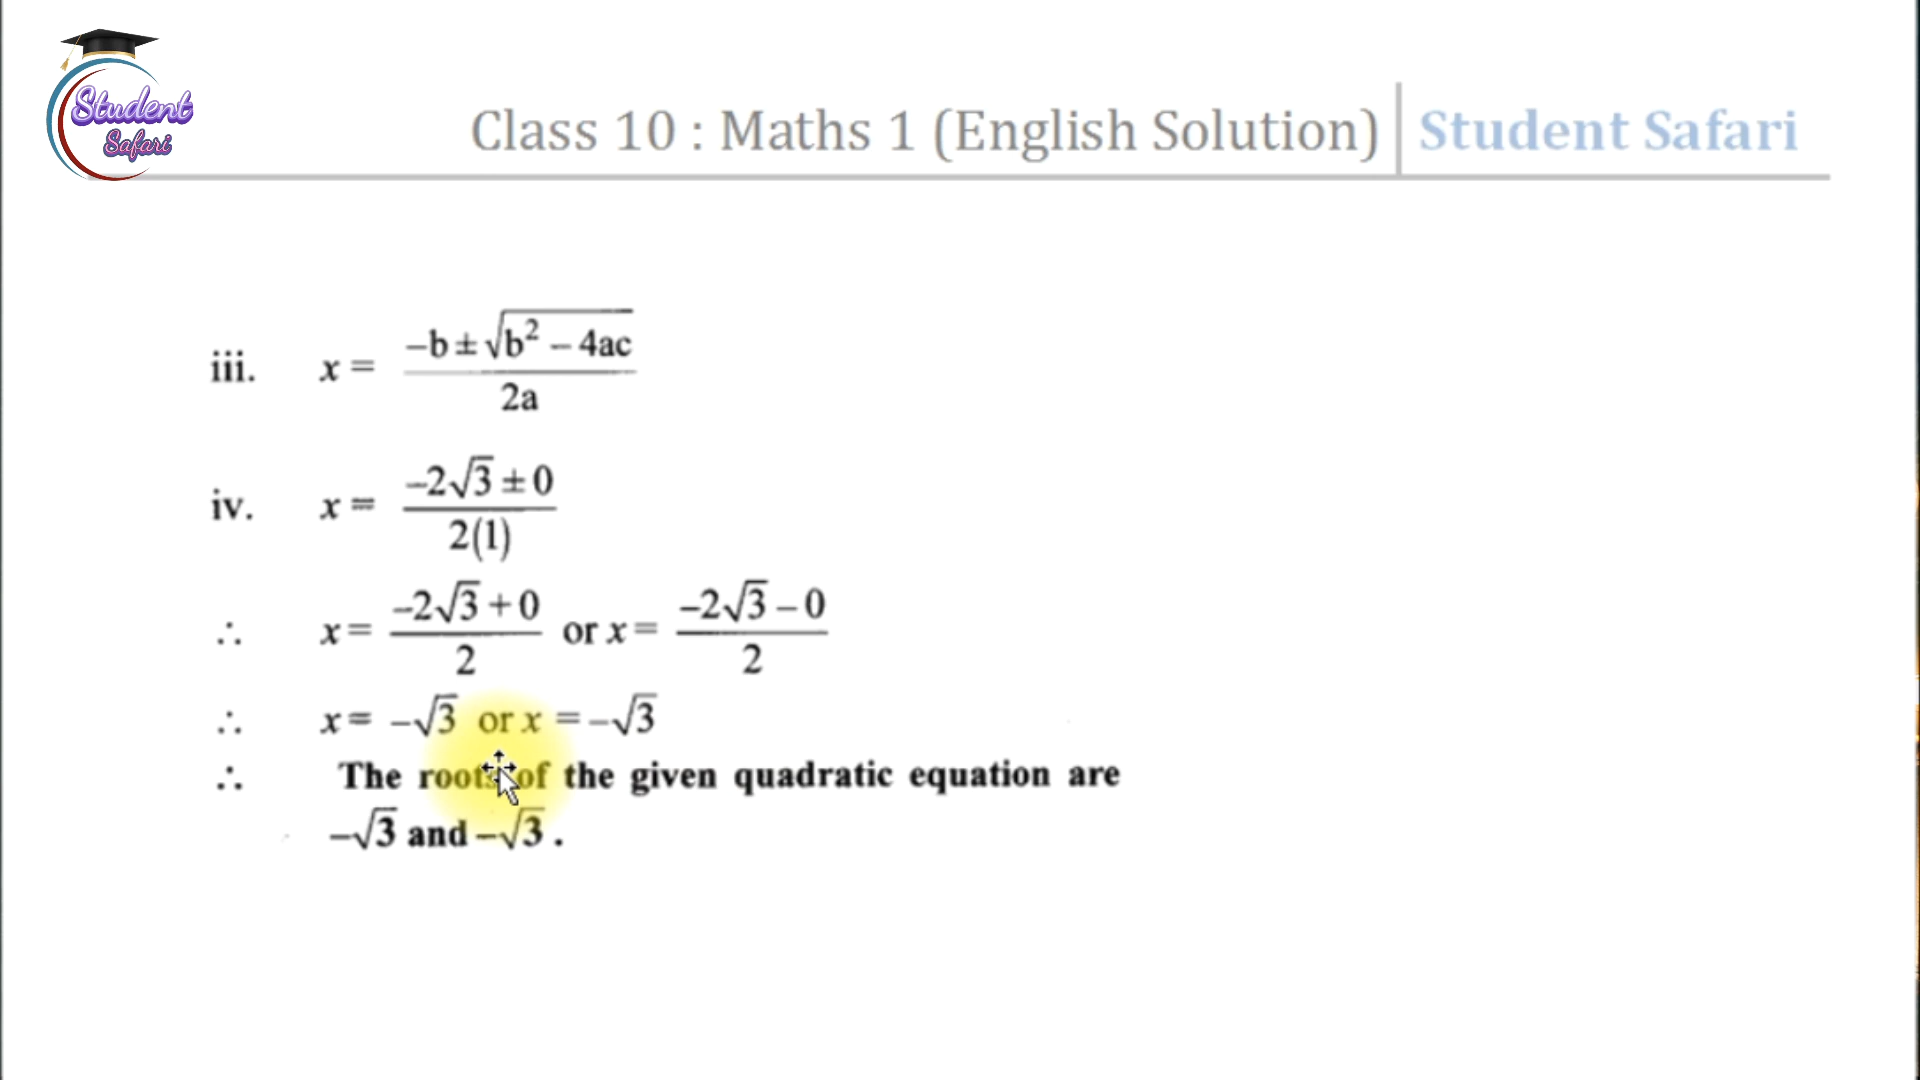 Student
Safari
Class 10 : Maths 1 (English Solution) | Student Safari
iii. x = (−b ± √(b² − 4ac)) / 2a
iv. x = (−2√3 ± 0) / 2(1)
∴ x = (−2√3 + 0) / 2 or x = (−2√3 − 0) / 2
∴ x = −√3 or x = −√3
∴ The roots of the given quadratic equation are
−√3 and −√3 .